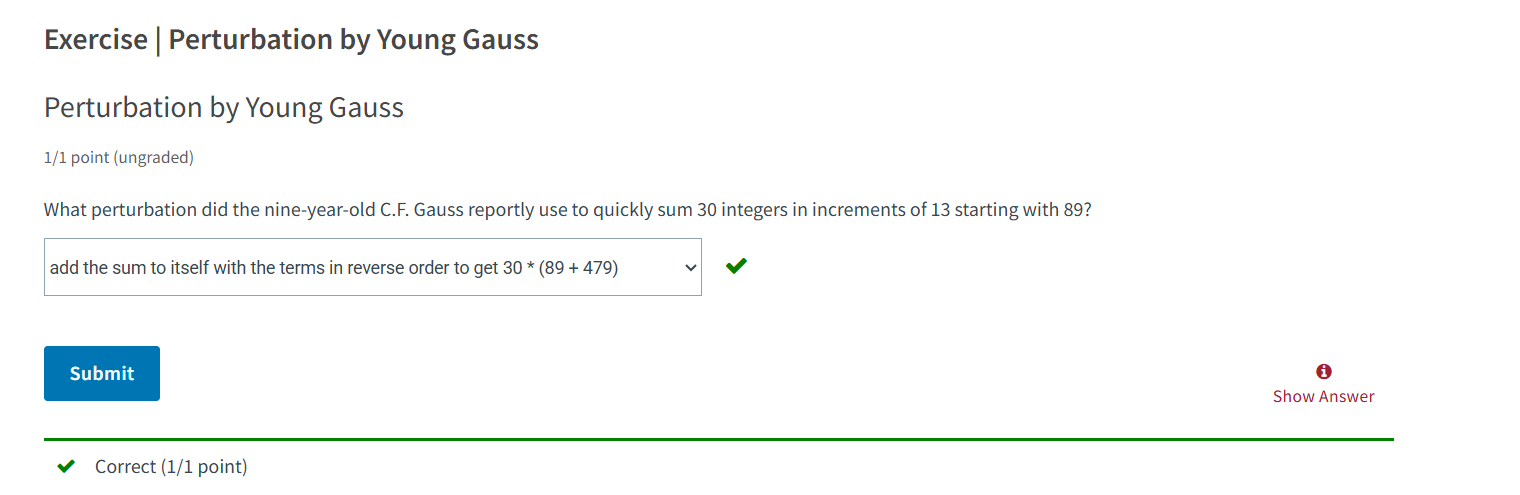 Exercise | Perturbation by Young Gauss
Perturbation by Young Gauss
1/1 point (ungraded)
What perturbation did the nine-year-old C.F. Gauss reportly use to quickly sum 30 integers in increments of 13 starting with 89?
add the sum to itself with the terms in reverse order to get 30 * (89 + 479)
Submit
Show Answer
Correct (1/1 point)